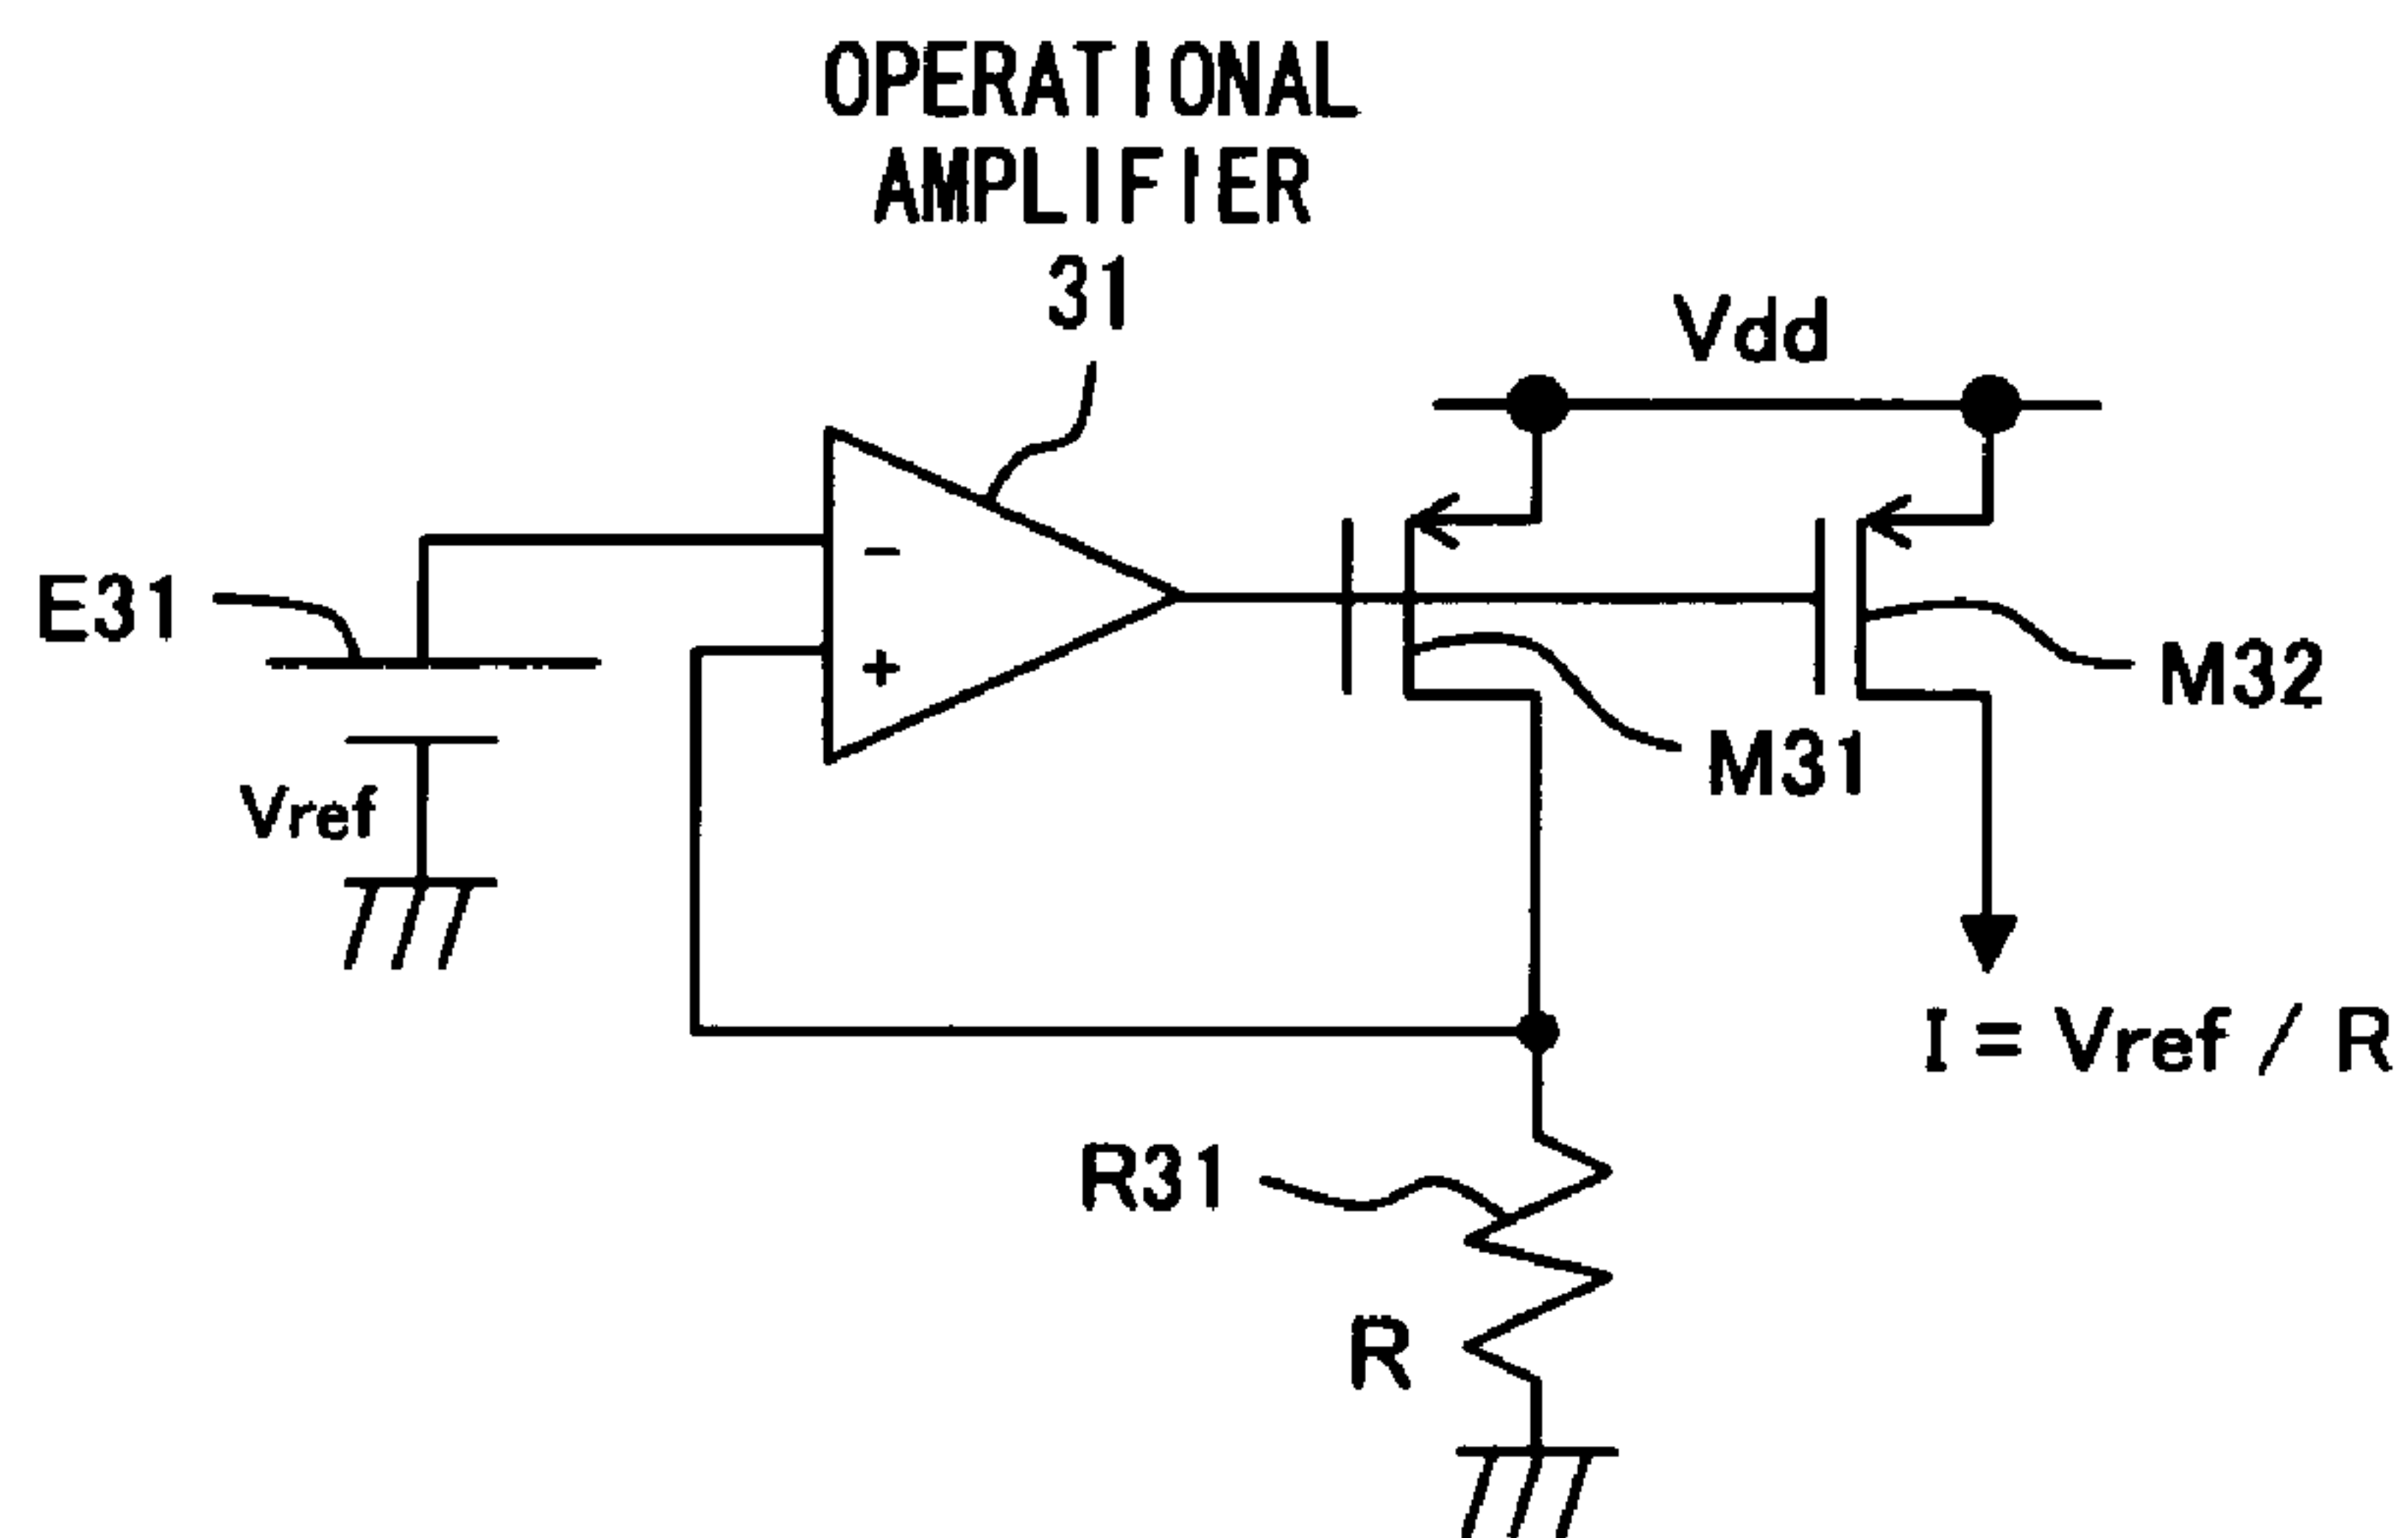 OPERATIONAL
AMPLIFIER
31
Vdd
E31
−
+
M32
M31
Vref
I = Vref / R
R31
R